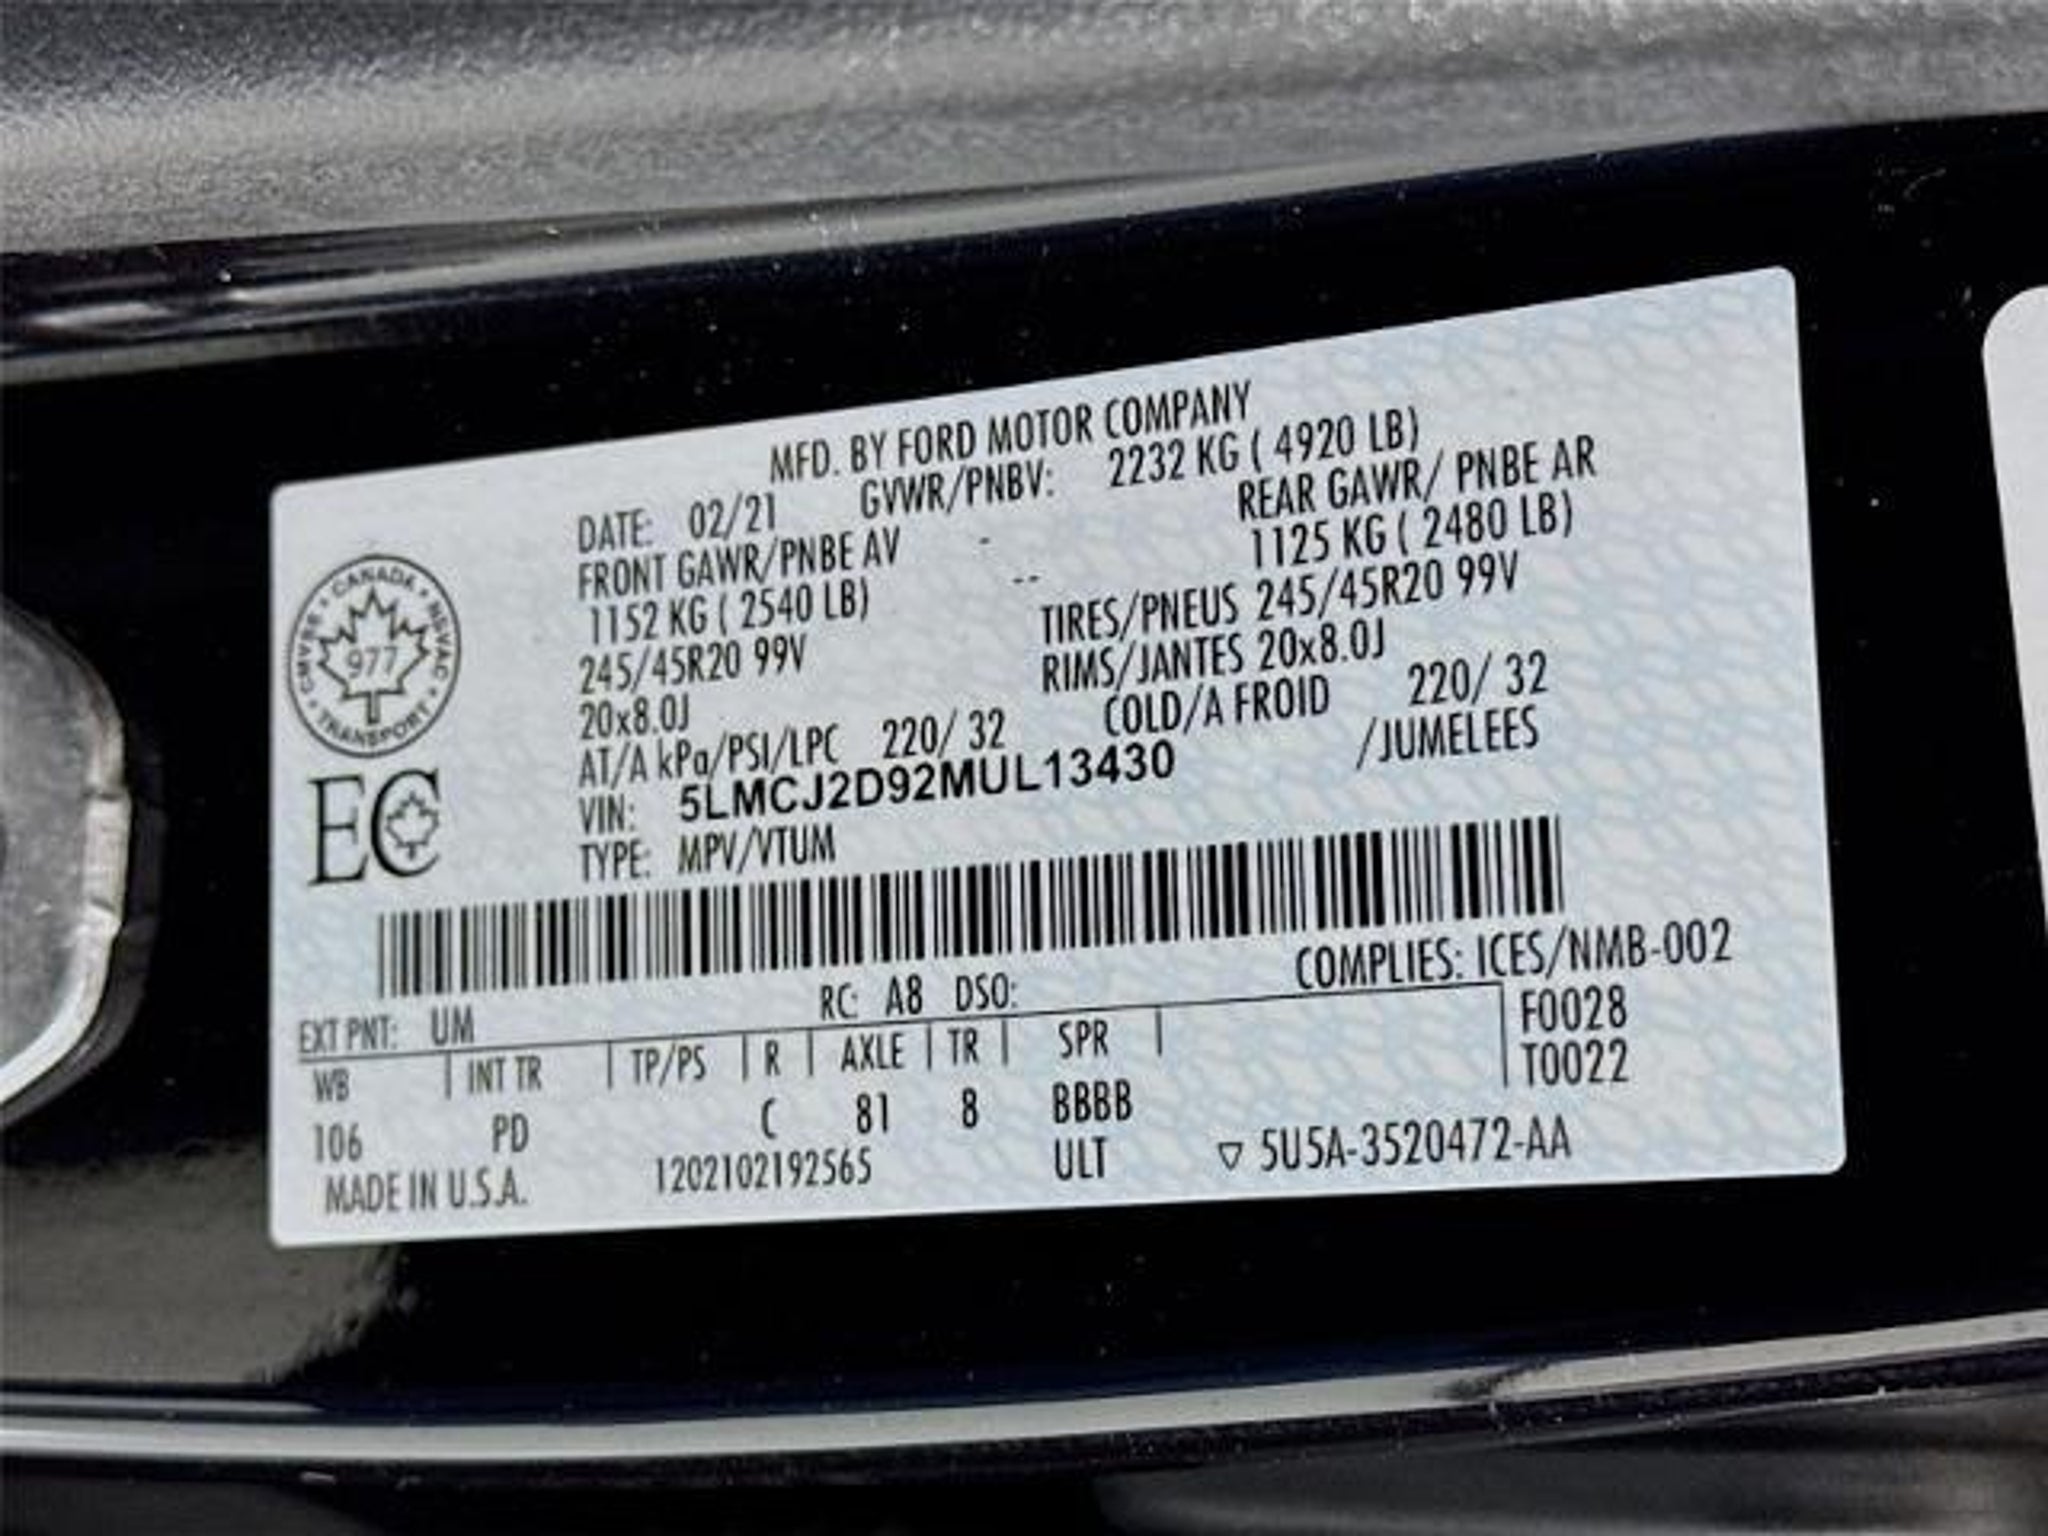 MFD. BY FORD MOTOR COMPANY
DATE: 02/21 GVWR/PNBV: 2232 KG ( 4920 LB)
FRONT GAWR/PNBE AV REAR GAWR/ PNBE AR
1152 KG ( 2540 LB) 1125 KG ( 2480 LB)
245/45R20 99V TIRES/PNEUS 245/45R20 99V
20x8.0J RIMS/JANTES 20x8.0J
AT/A kPa/PSI/LPC 220/ 32 COLD/A FROID 220/ 32
VIN: 5LMCJ2D92MUL13430 /JUMELEES
TYPE: MPV/VTUM
CANADA • NSVAC • TRANSPORT • CMVSS •
977
EC
COMPLIES: ICES/NMB-002
EXT PNT: UM RC: A8 DSO:
F0028
T0022
WB | INT TR | TP/PS | R | AXLE | TR | SPR |
106 PD C 81 8 BBBB
MADE IN U.S.A. 1202102192565 ULT ▽ 5U5A-3520472-AA